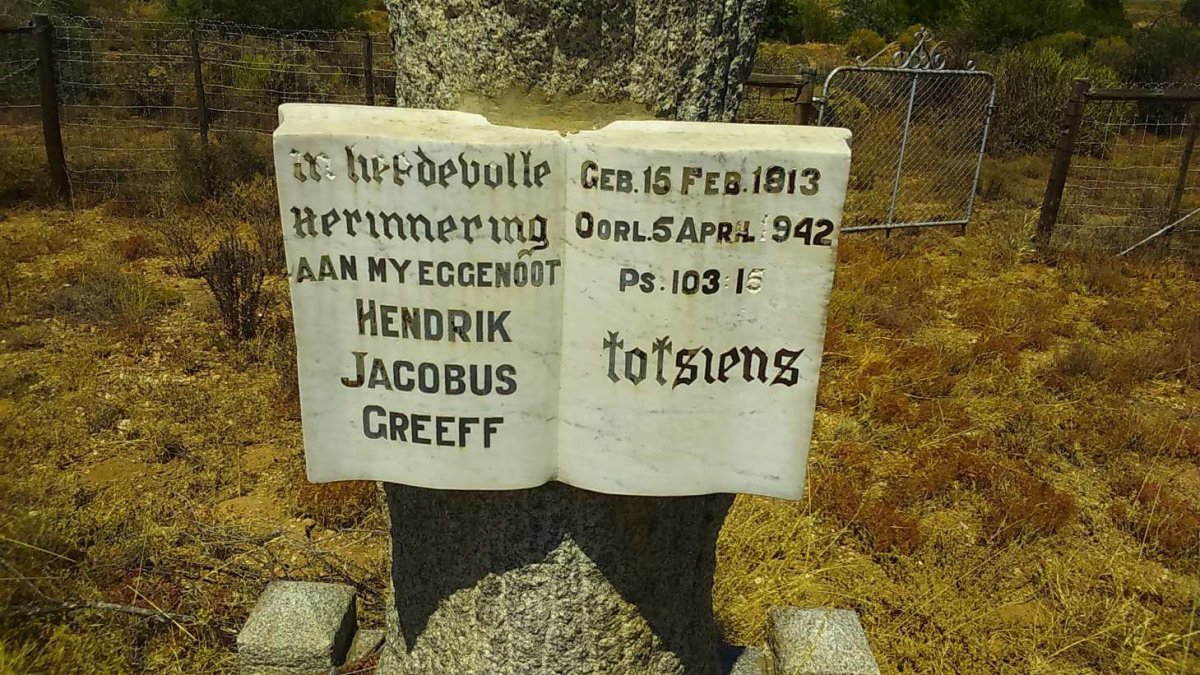 In liefdevolle
Herinnering
AAN MY EGGENOOT
HENDRIK
JACOBUS
GREEFF
GEB. 15 FEB. 1913
OORL. 5 APRIL 1942
PS. 103:15
totsiens